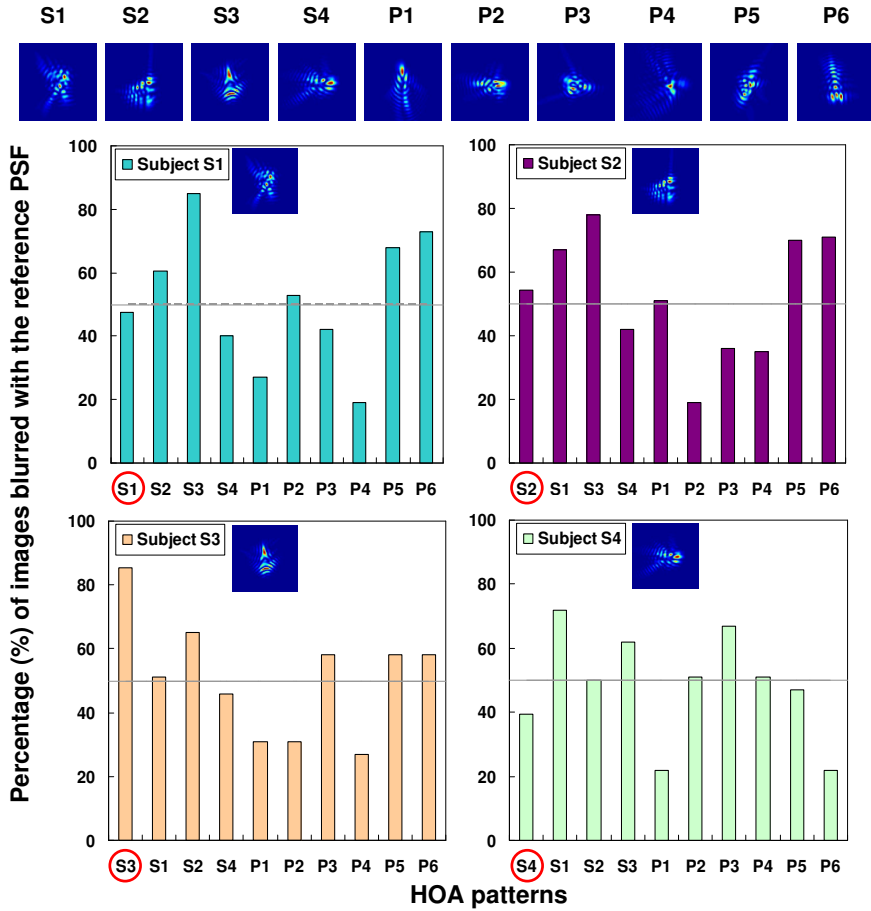 S1 S2 S3 S4 P1 P2 P3 P4 P5 P6
Percentage (%) of images blurred with the reference PSF
100
80
60
40
20
0
Subject S1
S1 S2 S3 S4 P1 P2 P3 P4 P5 P6
100
80
60
40
20
0
Subject S2
S2 S1 S3 S4 P1 P2 P3 P4 P5 P6
100
80
60
40
20
0
Subject S3
S3 S1 S2 S4 P1 P2 P3 P4 P5 P6
100
80
60
40
20
0
Subject S4
S4 S1 S2 S3 P1 P2 P3 P4 P5 P6
HOA patterns